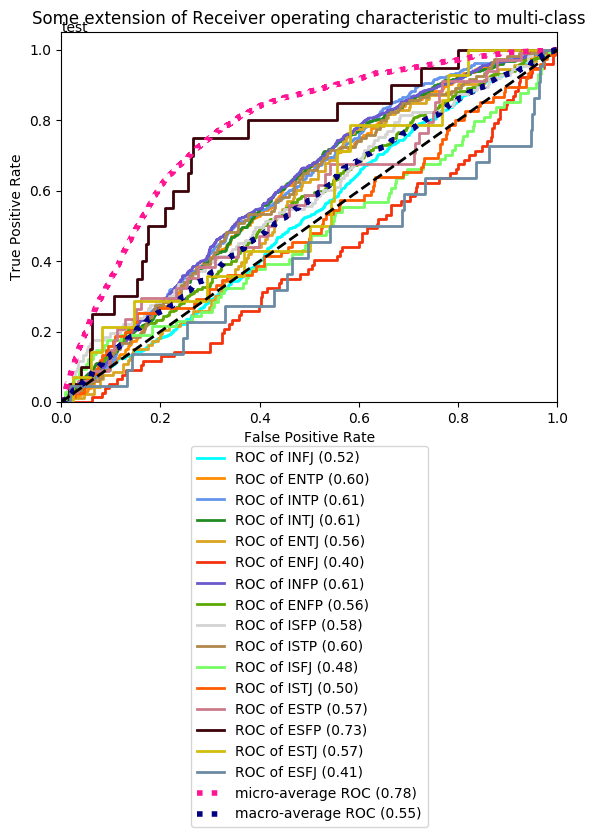 Some extension of Receiver operating characteristic to multi-class
test
1.0
0.8
0.6
0.4
0.2
0.0
True Positive Rate
0.0 0.2 0.4 0.6 0.8 1.0
False Positive Rate
ROC of INFJ (0.52)
ROC of ENTP (0.60)
ROC of INTP (0.61)
ROC of INTJ (0.61)
ROC of ENTJ (0.56)
ROC of ENFJ (0.40)
ROC of INFP (0.61)
ROC of ENFP (0.56)
ROC of ISFP (0.58)
ROC of ISTP (0.60)
ROC of ISFJ (0.48)
ROC of ISTJ (0.50)
ROC of ESTP (0.57)
ROC of ESFP (0.73)
ROC of ESTJ (0.57)
ROC of ESFJ (0.41)
micro-average ROC (0.78)
macro-average ROC (0.55)